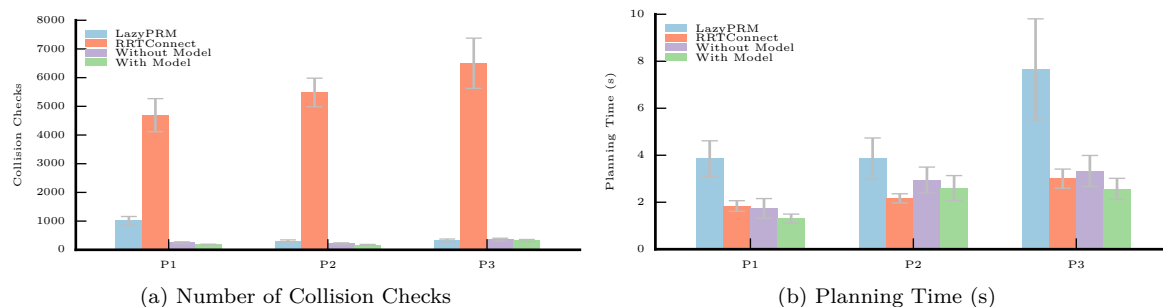 8000
7000
6000
5000
4000
3000
2000
1000
0
Collision Checks
LazyPRM
RRTConnect
Without Model
With Model
P1
P2
P3
(a) Number of Collision Checks
10
8
6
4
2
0
Planning Time (s)
LazyPRM
RRTConnect
Without Model
With Model
P1
P2
P3
(b) Planning Time (s)